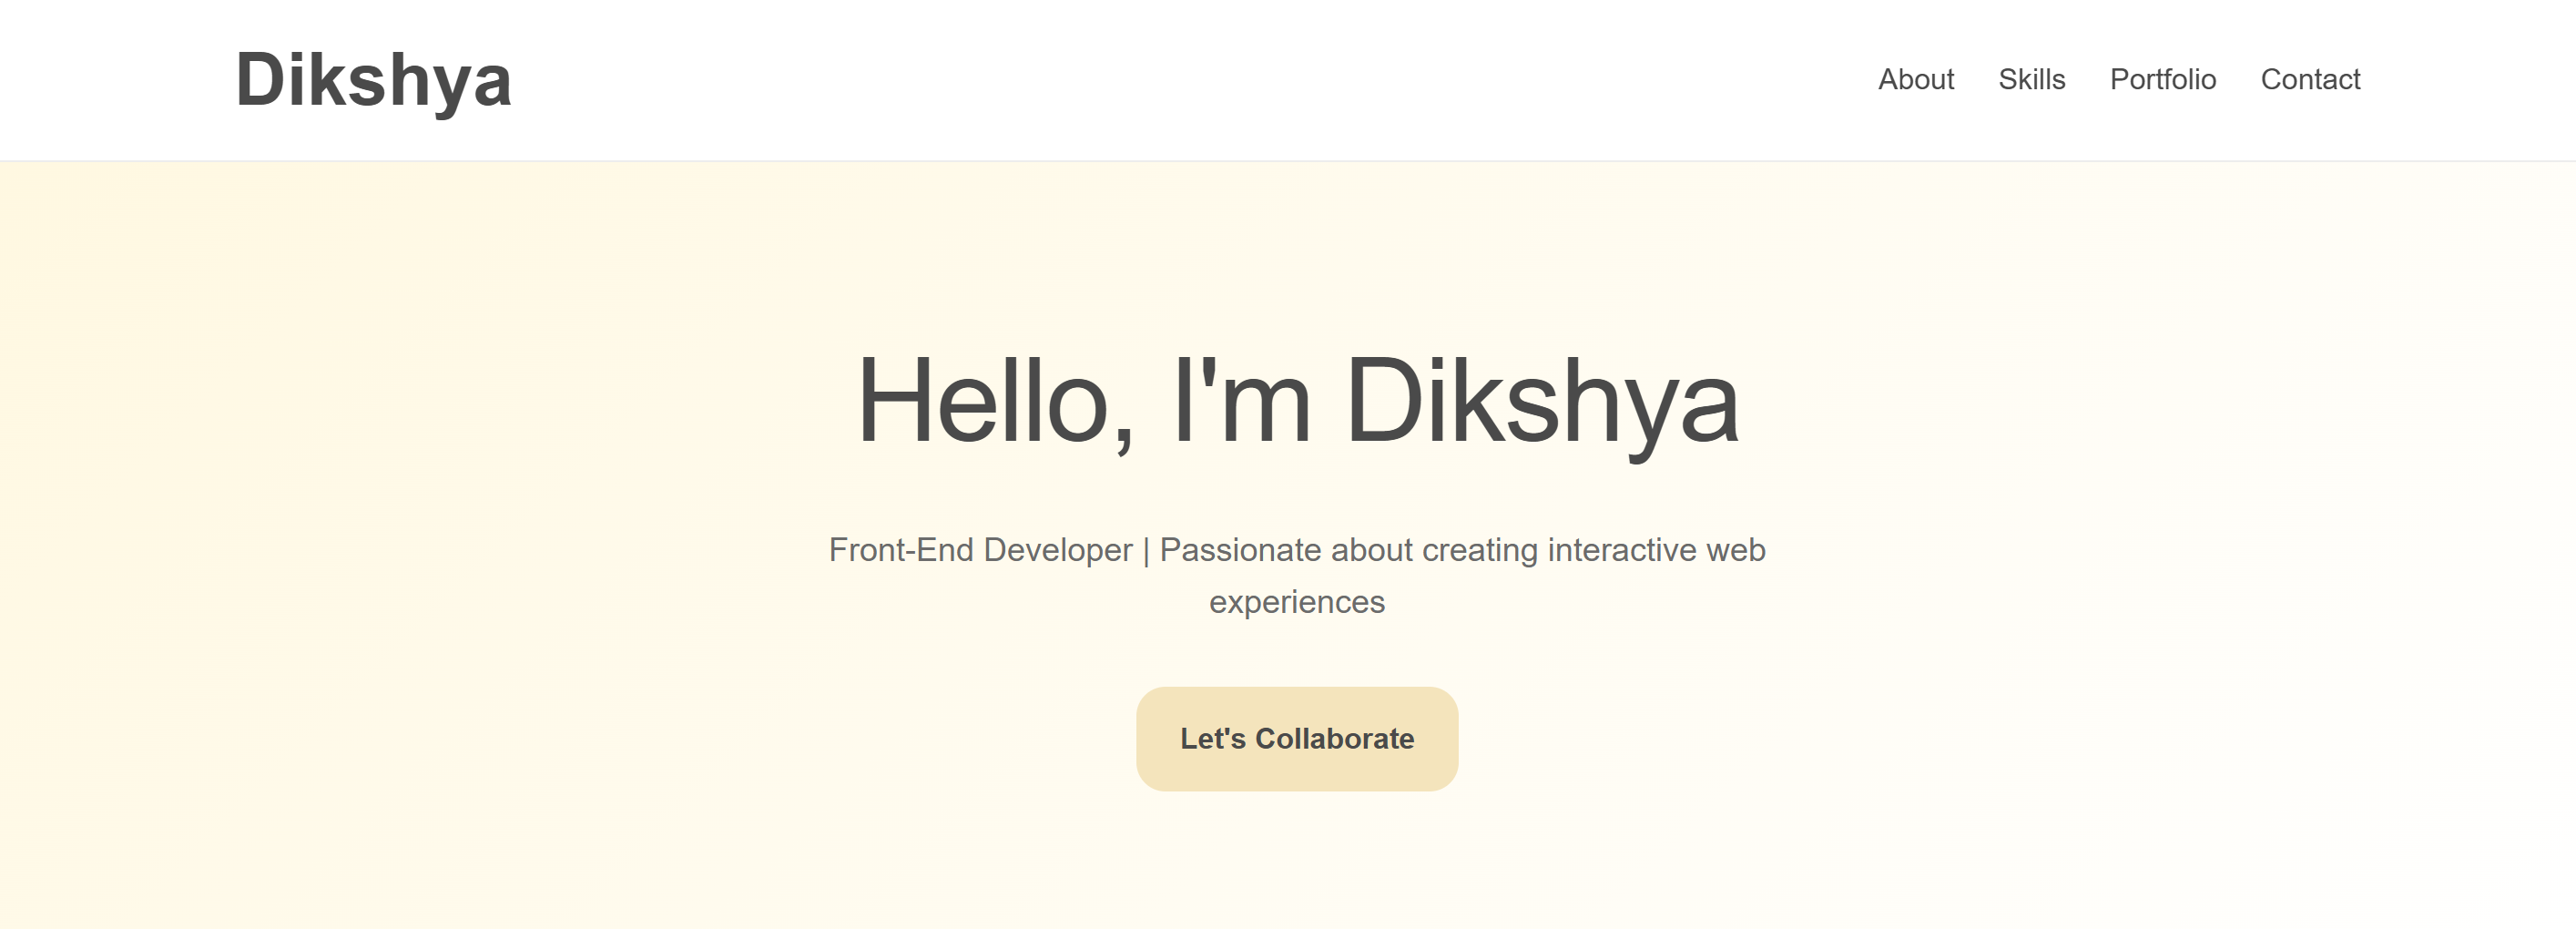 Dikshya
About Skills Portfolio Contact
Hello, I'm Dikshya
Front-End Developer | Passionate about creating interactive web
experiences
Let's Collaborate